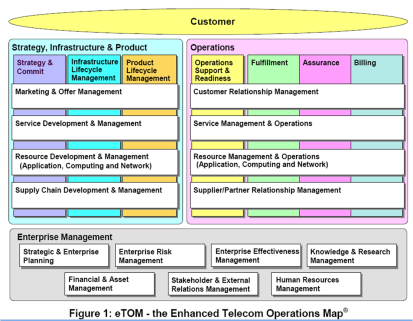 Customer
Strategy, Infrastructure & Product
Operations
Strategy &
Commit
Infrastructure
Lifecycle
Management
Product
Lifecycle
Management
Operations
Support &
Readiness
Fulfillment
Assurance
Billing
Marketing & Offer Management
Customer Relationship Management
Service Development & Management
Service Management & Operations
Resource Development & Management
(Application, Computing and Network)
Resource Management & Operations
(Application, Computing and Network)
Supply Chain Development & Management
Supplier/Partner Relationship Management
Enterprise Management
Strategic & Enterprise
Planning
Enterprise Risk
Management
Enterprise Effectiveness
Management
Knowledge & Research
Management
Financial & Asset
Management
Stakeholder & External
Relations Management
Human Resources
Management
Figure 1: eTOM - the Enhanced Telecom Operations Map®